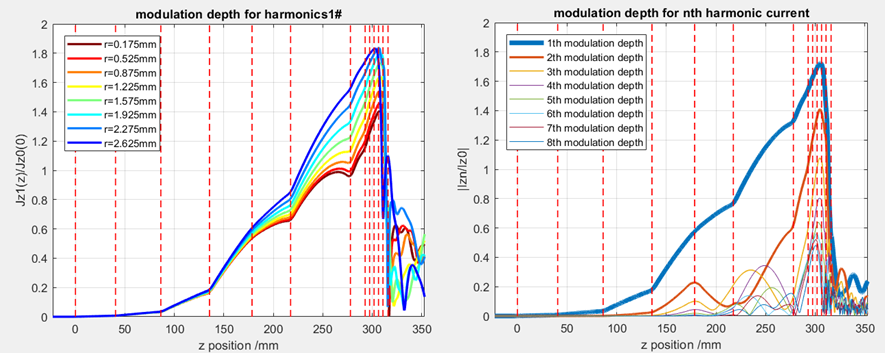 modulation depth for harmonics1#
Jz1(z)/Jz0(0)
2
1.8
1.6
1.4
1.2
1
0.8
0.6
0.4
0.2
0
r=0.175mm
r=0.525mm
r=0.875mm
r=1.225mm
r=1.575mm
r=1.925mm
r=2.275mm
r=2.625mm
0 50 100 150 200 250 300 350
z position /mm
modulation depth for nth harmonic current
|Izn/Iz0|
2
1.8
1.6
1.4
1.2
1
0.8
0.6
0.4
0.2
0
1th modulation depth
2th modulation depth
3th modulation depth
4th modulation depth
5th modulation depth
6th modulation depth
7th modulation depth
8th modulation depth
0 50 100 150 200 250 300 350
z position /mm